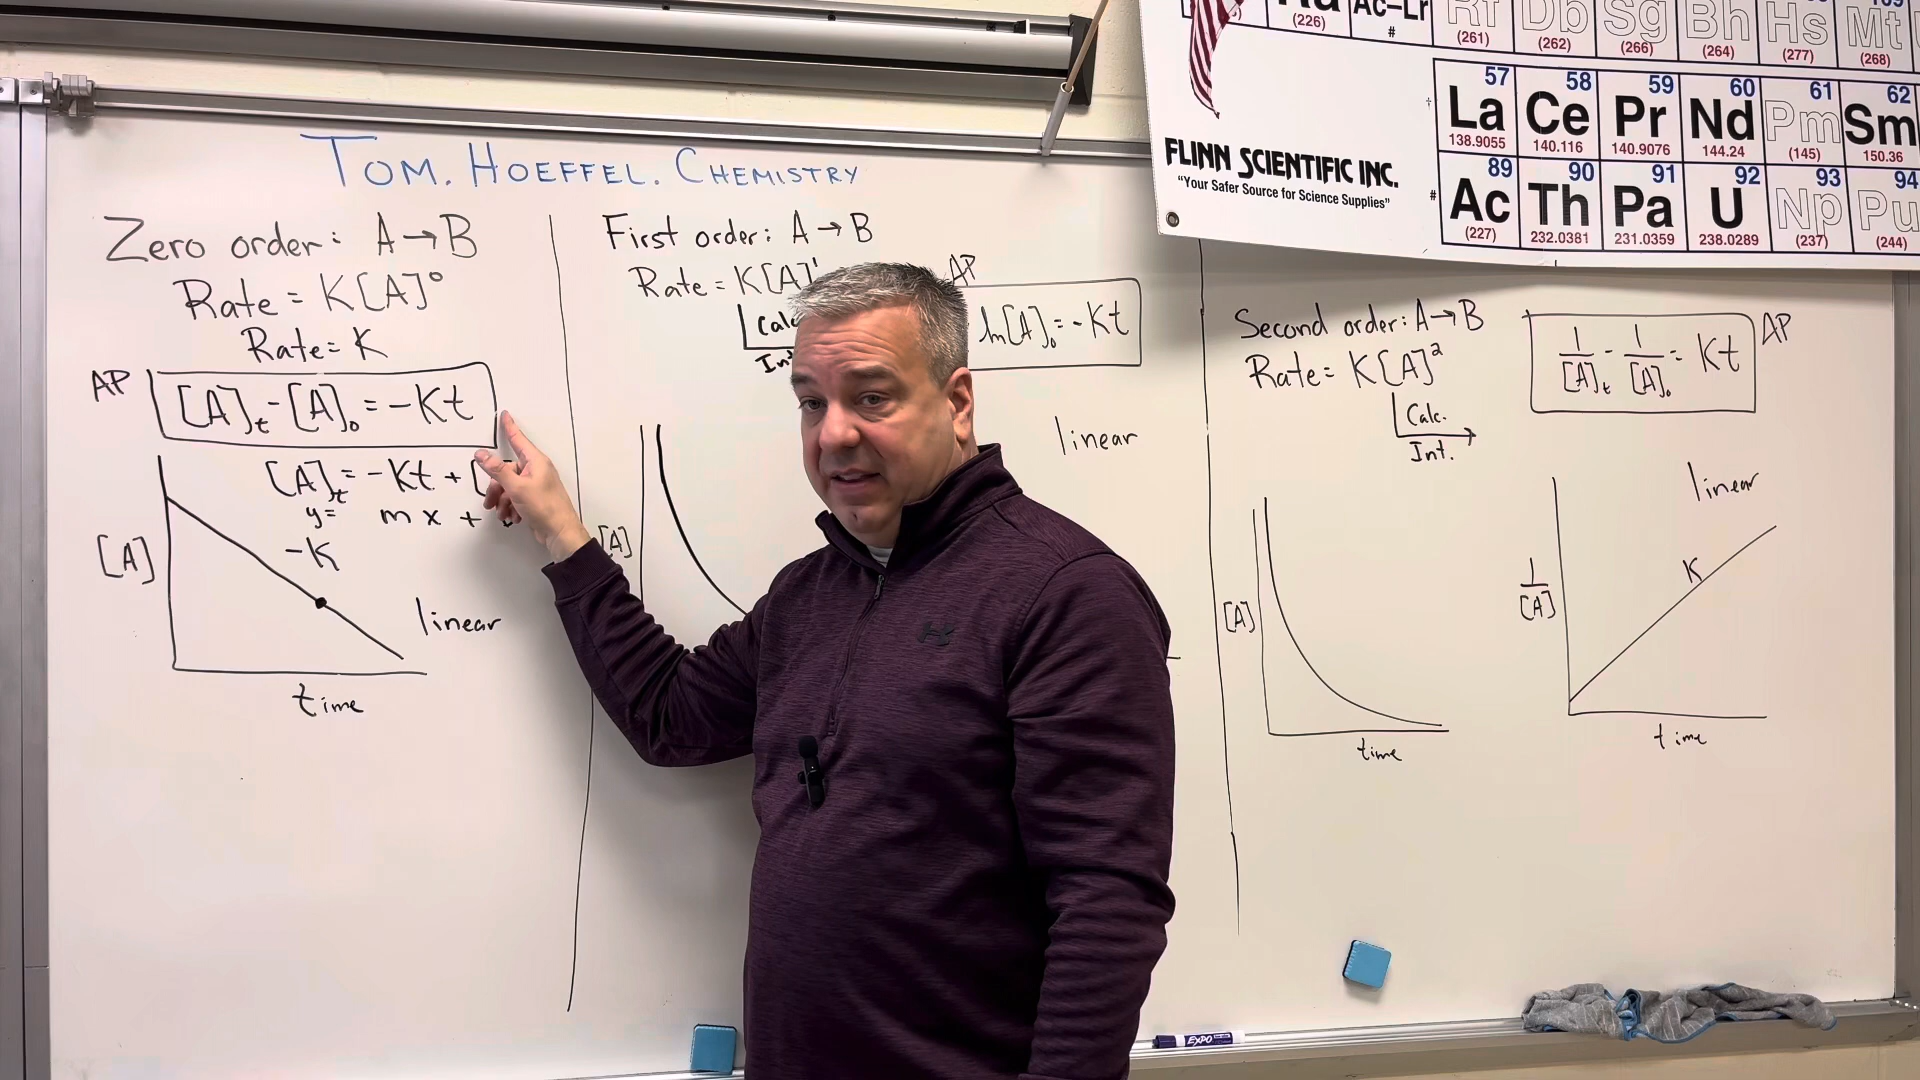 TOM. HOEFFEL. CHEMISTRY
Zero order: A→B
Rate = K[A]⁰
Rate = K
AP
[A]ₜ - [A]₀ = -Kt
[A]ₜ = -Kt + [
y = m x +
-K
[A]
linear
time
First order: A→B
Rate = K[A]¹
AP
Calc
Int
ln[A]₀ = -Kt
linear
[A]
Second order: A→B
Rate = K[A]²
Calc.
Int.
1/[A]ₜ - 1/[A]₀ = Kt
AP
linear
[A]
time
K
1/[A]
time
(226)
Ac–Lr
#
Rf Db Sg Bh Hs Mt
(261) (262) (266) (264) (277) (268)
FLINN SCIENTIFIC INC.
"Your Safer Source for Science Supplies"
†
57 58 59 60 61 62
La Ce Pr Nd Pm Sm
138.9055 140.116 140.9076 144.24 (145) 150.36
#
89 90 91 92 93 94
Ac Th Pa U Np Pu
(227) 232.0381 231.0359 238.0289 (237) (244)
EXPO